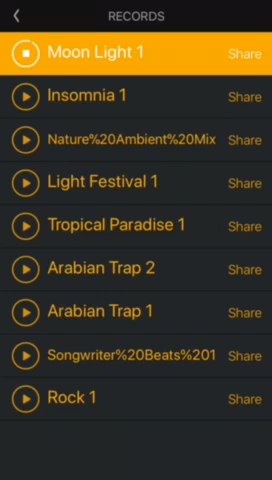 RECORDS
Moon Light 1 Share
Insomnia 1 Share
Nature%20Ambient%20Mix Share
Light Festival 1 Share
Tropical Paradise 1 Share
Arabian Trap 2 Share
Arabian Trap 1 Share
Songwriter%20Beats%201 Share
Rock 1 Share